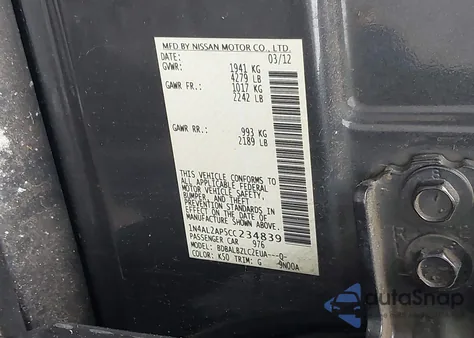 MFD BY NISSAN MOTOR CO., LTD.
DATE: 03/12
GVWR: 1941 KG
4279 LB
GAWR FR.: 1017 KG
2242 LB
GAWR RR.: 993 KG
2189 LB
THIS VEHICLE CONFORMS TO
ALL APPLICABLE FEDERAL
MOTOR VEHICLE SAFETY,
BUMPER, AND THEFT
PREVENTION STANDARDS IN
EFFECT ON THE DATE OF
MANUFACTURE SHOWN ABOVE.
1N4AL2AP5CC234839
PASSENGER CAR 976
MODEL: BDBALBZLC2EUA---Q-
COLOR: K50 TRIM: G 9N00A
AutoSnap